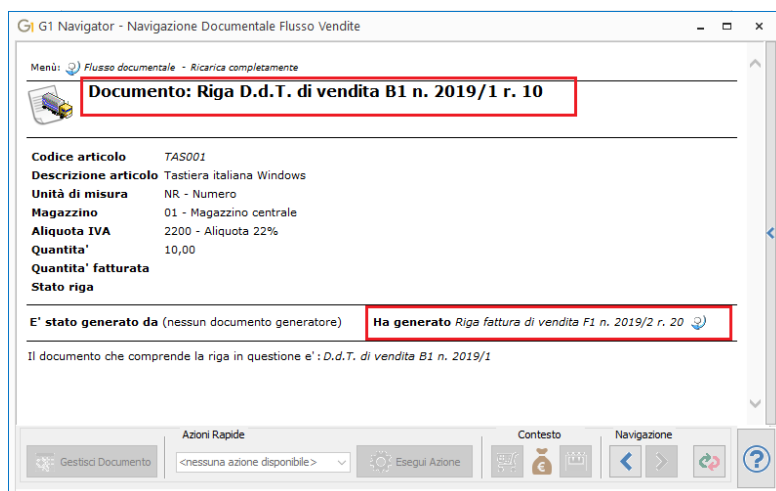 G1 Navigator - Navigazione Documentale Flusso Vendite
Menù: Flusso documentale - Ricarica completamente
Documento: Riga D.d.T. di vendita B1 n. 2019/1 r. 10
Codice articolo TAS001
Descrizione articolo Tastiera italiana Windows
Unità di misura NR - Numero
Magazzino 01 - Magazzino centrale
Aliquota IVA 2200 - Aliquota 22%
Quantita' 10,00
Quantita' fatturata
Stato riga
E' stato generato da (nessun documento generatore) Ha generato Riga fattura di vendita F1 n. 2019/2 r. 20
Il documento che comprende la riga in questione e' : D.d.T. di vendita B1 n. 2019/1
Azioni Rapide Contesto Navigazione
Gestisci Documento <nessuna azione disponibile> Esegui Azione